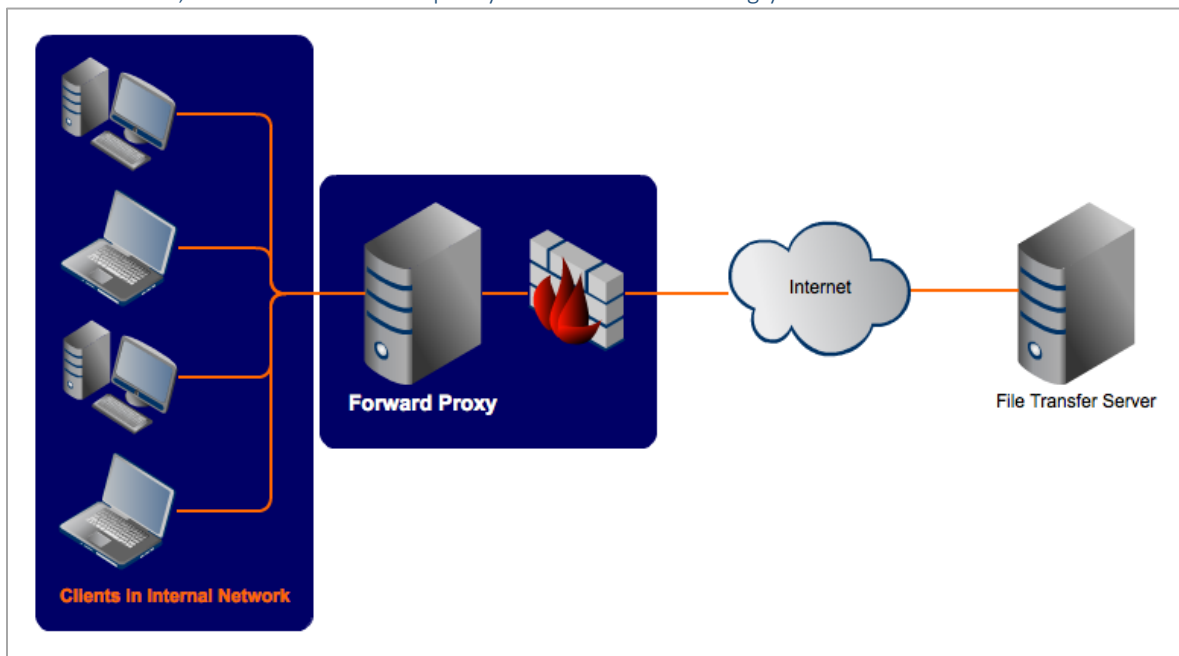 Internet
Forward Proxy
File Transfer Server
Clients in Internal Network